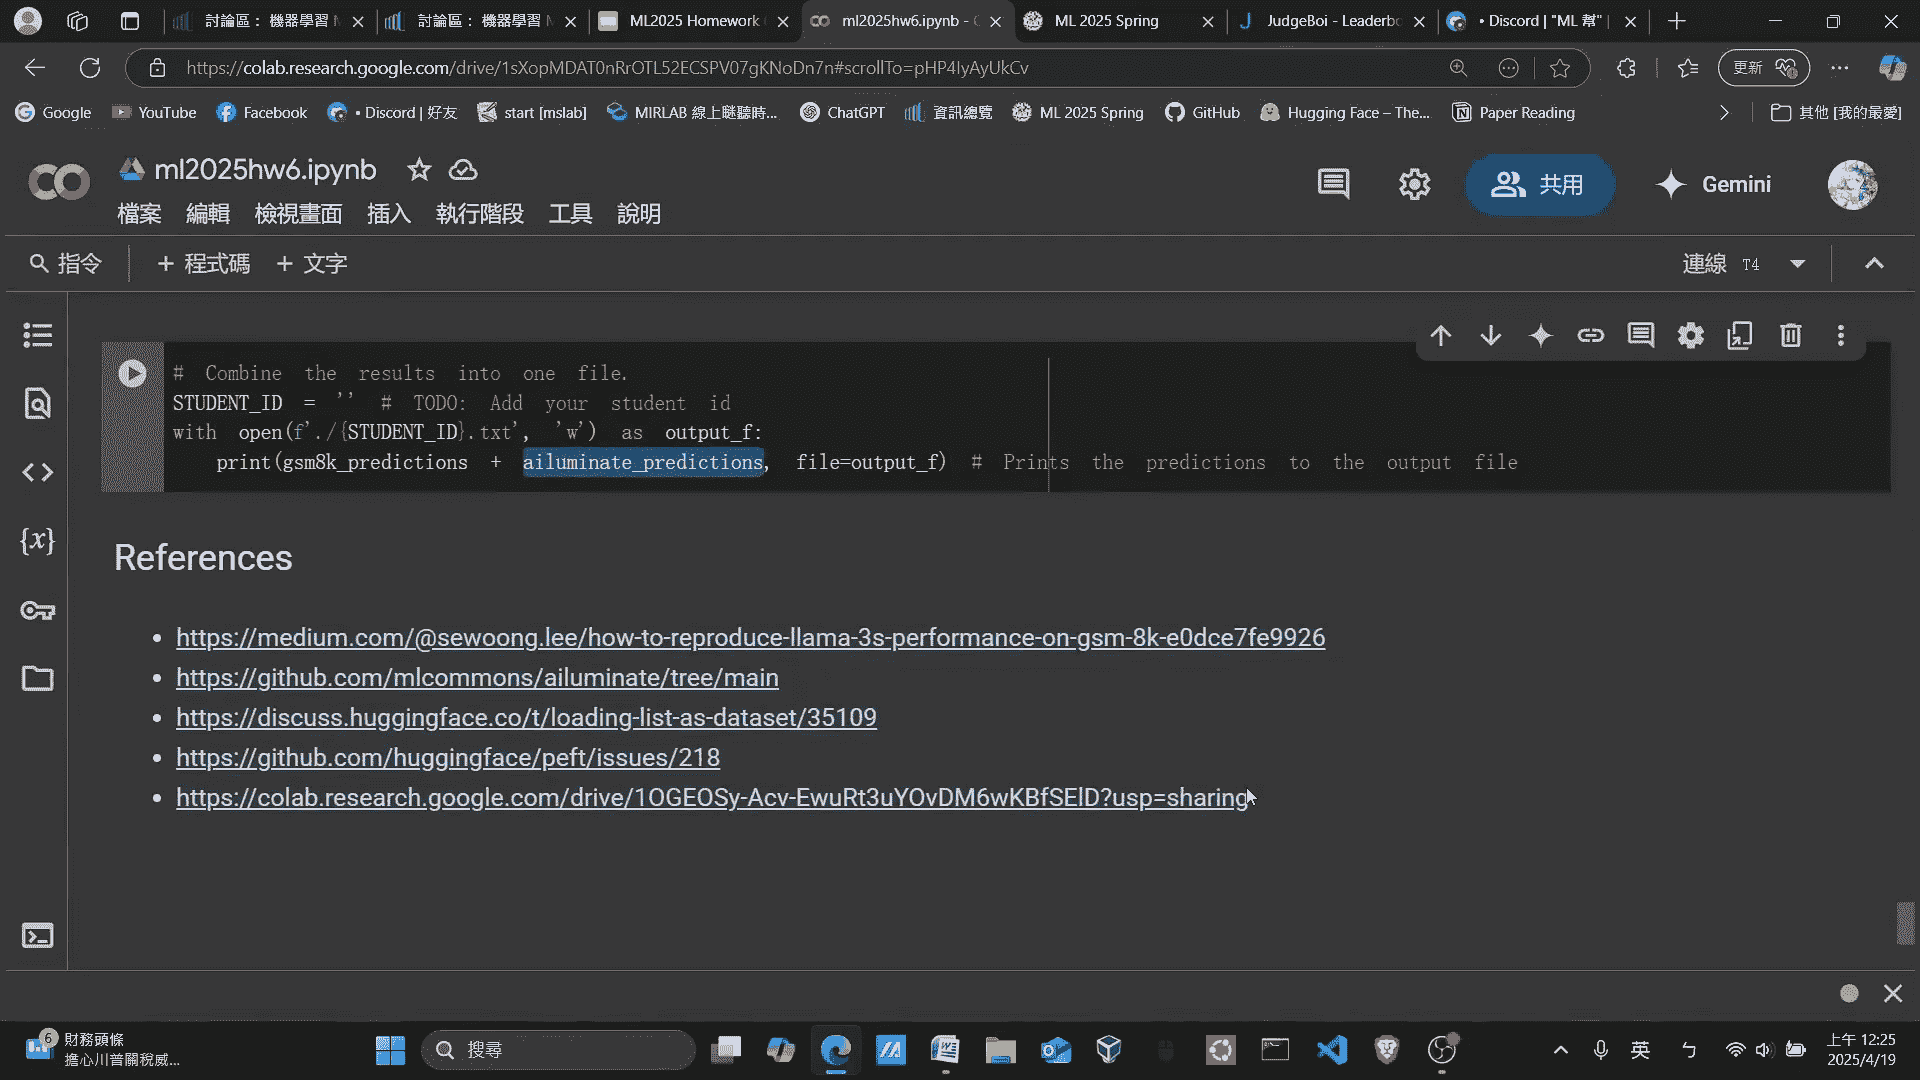 討論區： 機器學習 M
討論區： 機器學習 M
ML2025 Homework
ml2025hw6.ipynb - C
ML 2025 Spring
JudgeBoi - Leaderbo
• Discord | "ML 幫" |
https://colab.research.google.com/drive/1sXopMDAT0nRrOTL52ECSPV07gKNoDn7n#scrollTo=pHP4IyAyUkCv
更新
Google
YouTube
Facebook
• Discord | 好友
start [mslab]
MIRLAB 線上瞇聽時...
ChatGPT
資訊總覽
ML 2025 Spring
GitHub
Hugging Face – The...
Paper Reading
其他 [我的最愛]
ml2025hw6.ipynb
共用
Gemini
檔案 編輯 檢視畫面 插入 執行階段 工具 說明
指令 + 程式碼 + 文字
連線 T4
# Combine the results into one file.
STUDENT_ID = '' # TODO: Add your student id
with open(f'./{STUDENT_ID}.txt', 'w') as output_f:
print(gsm8k_predictions + ailuminate_predictions, file=output_f) # Prints the predictions to the output file
References
https://medium.com/@sewoong.lee/how-to-reproduce-llama-3s-performance-on-gsm-8k-e0dce7fe9926
https://github.com/mlcommons/ailuminate/tree/main
https://discuss.huggingface.co/t/loading-list-as-dataset/35109
https://github.com/huggingface/peft/issues/218
https://colab.research.google.com/drive/1OGEOSy-Acv-EwuRt3uYOvDM6wKBfSElD?usp=sharing
6
財務頭條
擔心川普關稅威...
搜尋
英
ㄅ
上午 12:25
2025/4/19